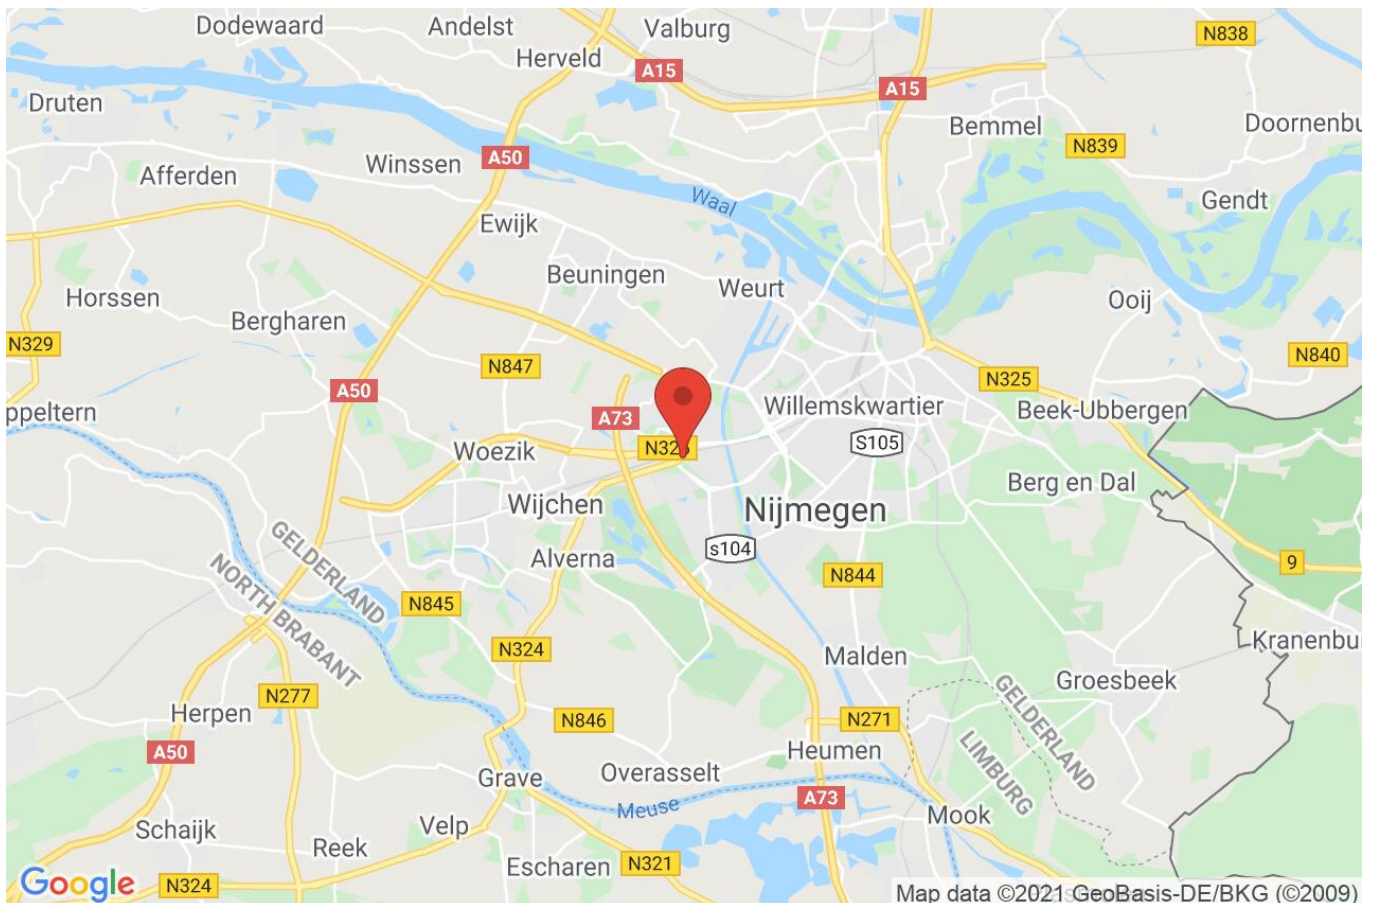 Dodewaard
Andelst
Valburg
N838
Herveld
A15
A15
Druten
Bemmel
Doornenbu
N839
Winssen
A50
Afferden
Gendt
Waal
Ewijk
Beuningen
Weurt
Horssen
Ooij
Bergharen
N329
N847
N840
N325
A50
ppeltern
A73
Willemskwartier
Beek-Ubbergen
Woezik
S105
Berg en Dal
Wijchen
Nijmegen
GELDERLAND
NORTH BRABANT
s104
Alverna
9
N844
N845
Kranenbu
N324
Malden
Groesbeek
N277
GELDERLAND
LIMBURG
Herpen
N846
N271
A50
Heumen
Grave
Overasselt
Meuse
A73
Mook
Schaijk
Velp
Reek
Escharen
N321
Google
N324
Map data ©2021 GeoBasis-DE/BKG (©2009)